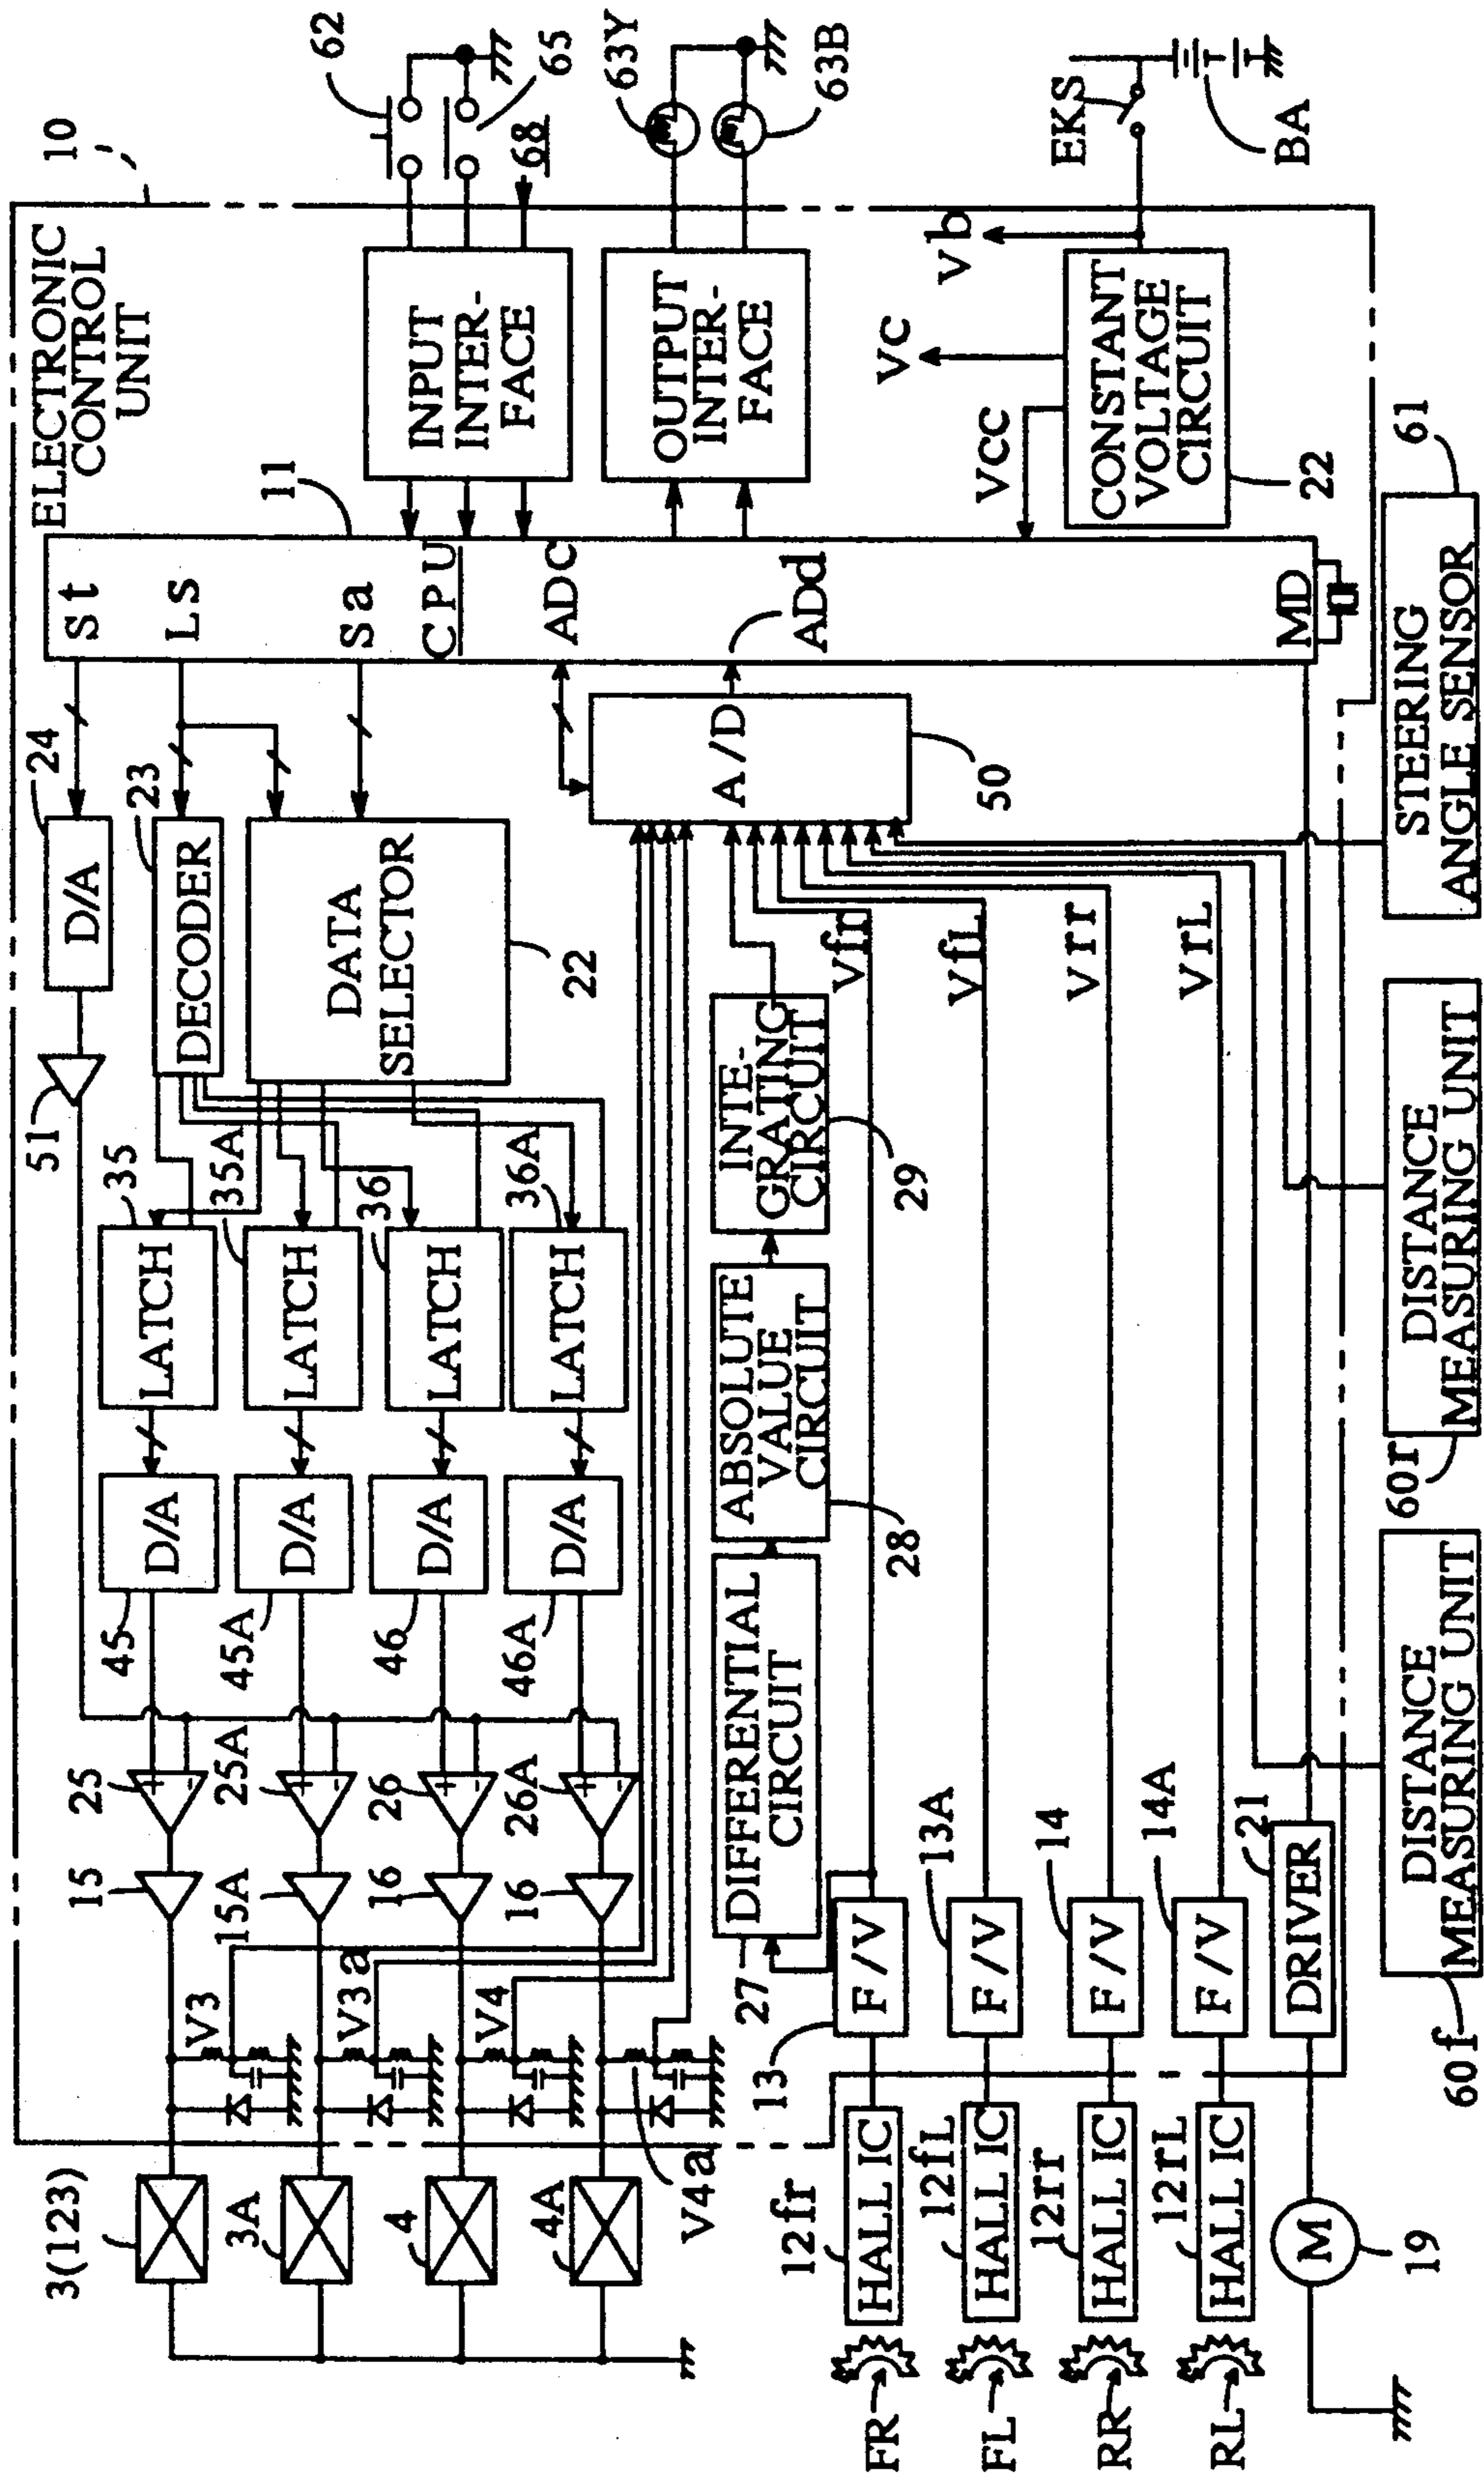 ELECTRONIC
CONTROL
UNIT
10
11
St
Ls
Sa
CPU
ADC
ADd
MD
INPUT
INTER-
FACE
OUTPUT
INTER-
FACE
62
65
68
63Y
63B
EKS
BA
Vb
Vc
Vcc
CONSTANT
VOLTAGE
CIRCUIT
22
24
D/A
23
DECODER
DATA
SELECTOR
22
51
A/D
50
35
LATCH
35A
LATCH
36
LATCH
36A
LATCH
D/A
45
D/A
45A
D/A
46
D/A
46A
25
+
-
25A
+
-
26
+
-
26A
+
-
15
15A
16
16
V3
V3a
V4
V4a
3(123)
3A
4
4A
DIFFERENTIAL
CIRCUIT
27
ABSOLUTE
VALUE
CIRCUIT
28
INTE-
GRATING
CIRCUIT
29
Vfr
VfL
Vrr
VrL
13
F/V
13A
F/V
14
F/V
14A
F/V
21
DRIVER
12fr
HALL IC
12fL
HALL IC
12rr
HALL IC
12rL
HALL IC
FR
FL
RR
RL
M
19
DISTANCE
MEASURING UNIT
60f
DISTANCE
MEASURING UNIT
60r
STEERING
ANGLE SENSOR
61